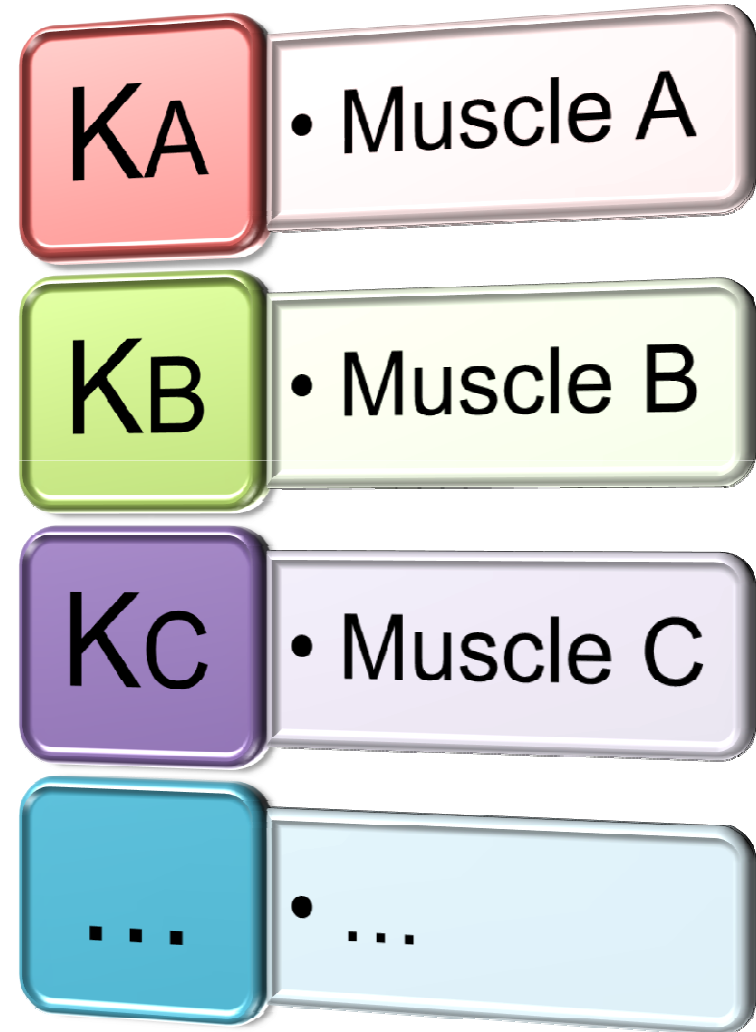 KA
• Muscle A
KB
• Muscle B
KC
• Muscle C
...
• ...